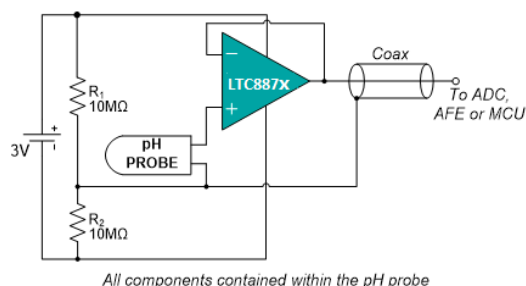 Coax
LTC887X
To ADC,
AFE or MCU
R1
10MΩ
+
3V
-
pH
PROBE
R2
10MΩ
−
+
All components contained within the pH probe